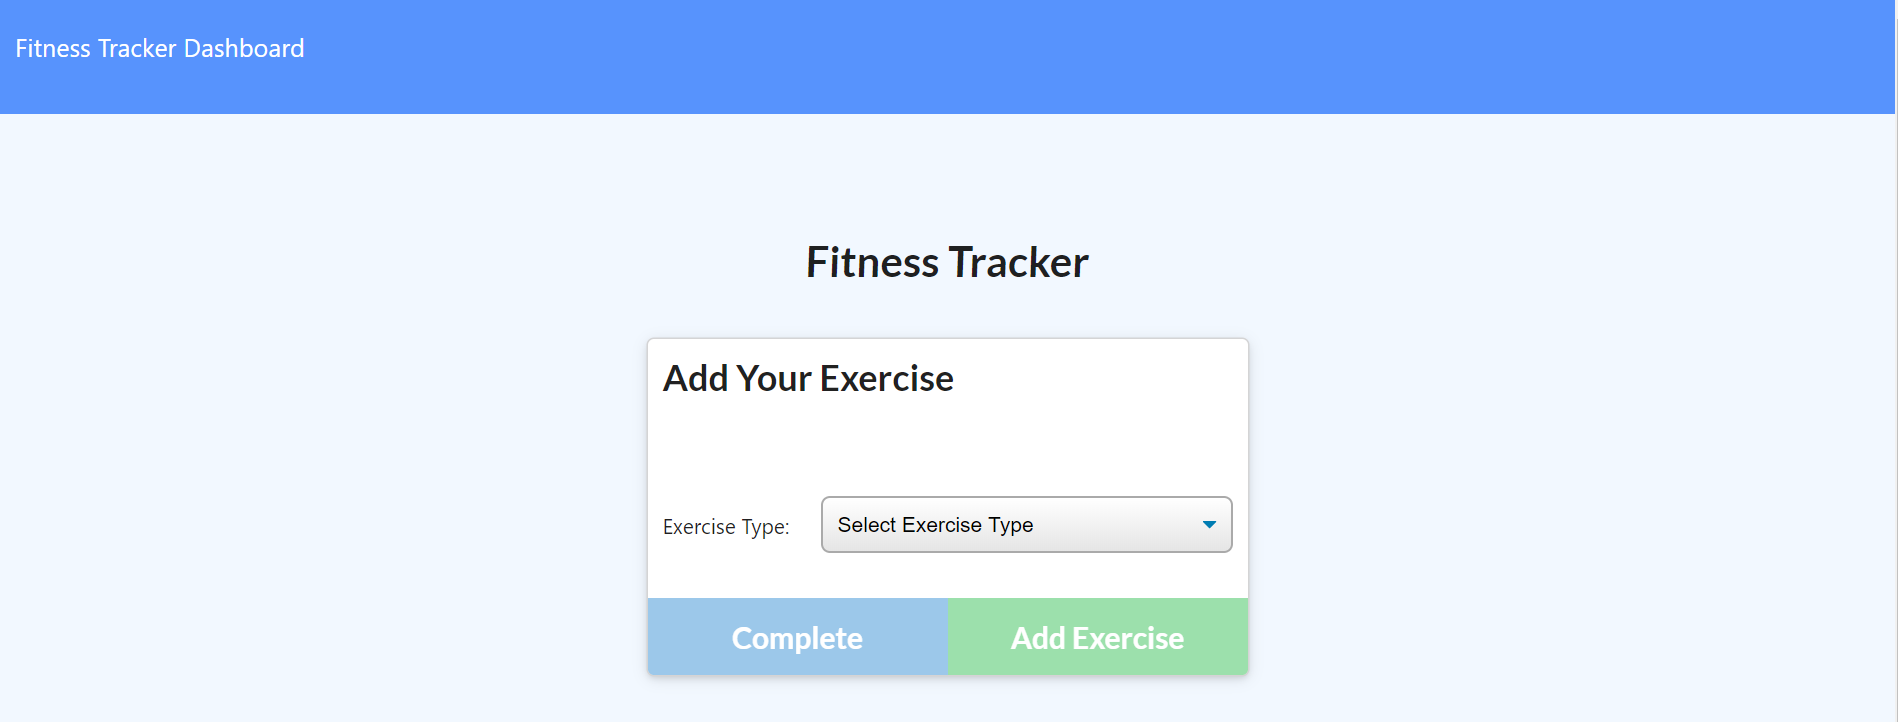 Fitness Tracker Dashboard
Fitness Tracker
Add Your Exercise
Exercise Type: Select Exercise Type
Complete Add Exercise